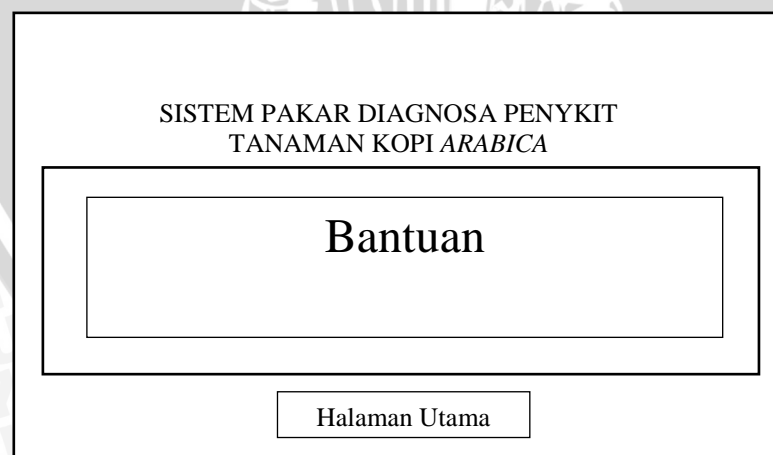 SISTEM PAKAR DIAGNOSA PENYKIT
TANAMAN KOPI ARABICA
Bantuan
Halaman Utama